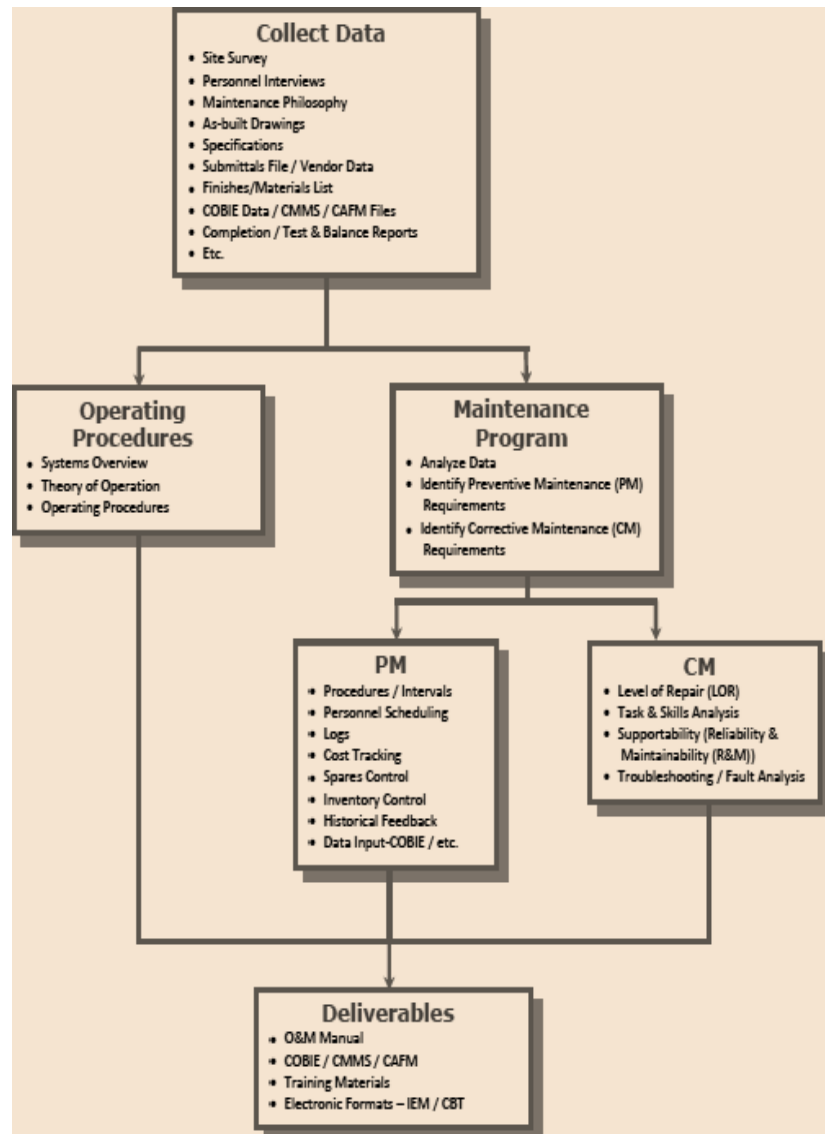 Collect Data
• Site Survey
• Personnel Interviews
• Maintenance Philosophy
• As-built Drawings
• Specifications
• Submittals File / Vendor Data
• Finishes/Materials List
• COBIE Data / CMMS / CAFM Files
• Completion / Test & Balance Reports
• Etc.
Operating
Procedures
• Systems Overview
• Theory of Operation
• Operating Procedures
Maintenance
Program
• Analyze Data
• Identify Preventive Maintenance (PM)
Requirements
• Identify Corrective Maintenance (CM)
Requirements
PM
• Procedures / Intervals
• Personnel Scheduling
• Logs
• Cost Tracking
• Spares Control
• Inventory Control
• Historical Feedback
• Data Input-COBIE / etc.
CM
• Level of Repair (LOR)
• Task & Skills Analysis
• Supportability (Reliability &
Maintainability (R&M))
• Troubleshooting / Fault Analysis
Deliverables
• O&M Manual
• COBIE / CMMS / CAFM
• Training Materials
• Electronic Formats – IEM / CBT